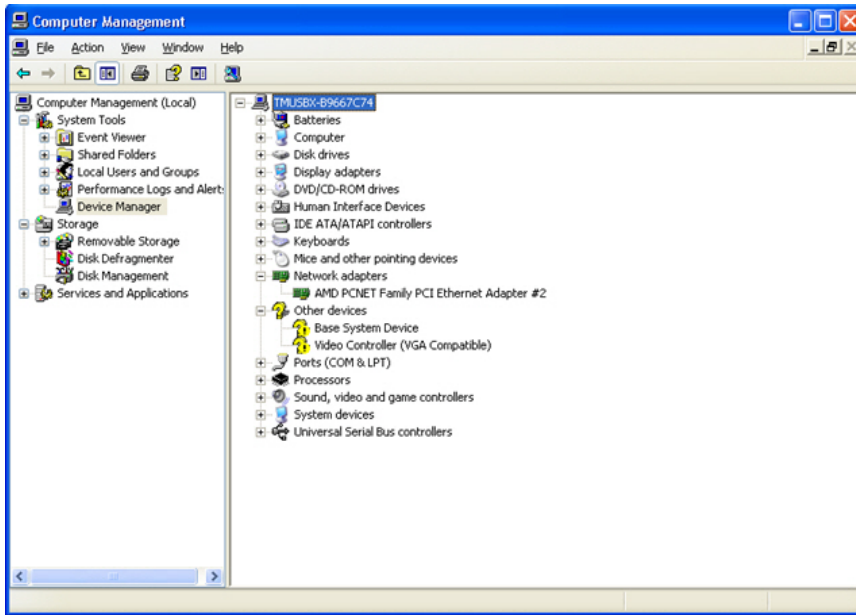 Computer Management
File Action View Window Help
Computer Management (Local)
System Tools
Event Viewer
Shared Folders
Local Users and Groups
Performance Logs and Alert:
Device Manager
Storage
Removable Storage
Disk Defragmenter
Disk Management
Services and Applications
TMUSBX-B9667C74
Batteries
Computer
Disk drives
Display adapters
DVD/CD-ROM drives
Human Interface Devices
IDE ATA/ATAPI controllers
Keyboards
Mice and other pointing devices
Network adapters
AMD PCNET Family PCI Ethernet Adapter #2
Other devices
Base System Device
Video Controller (VGA Compatible)
Ports (COM & LPT)
Processors
Sound, video and game controllers
System devices
Universal Serial Bus controllers